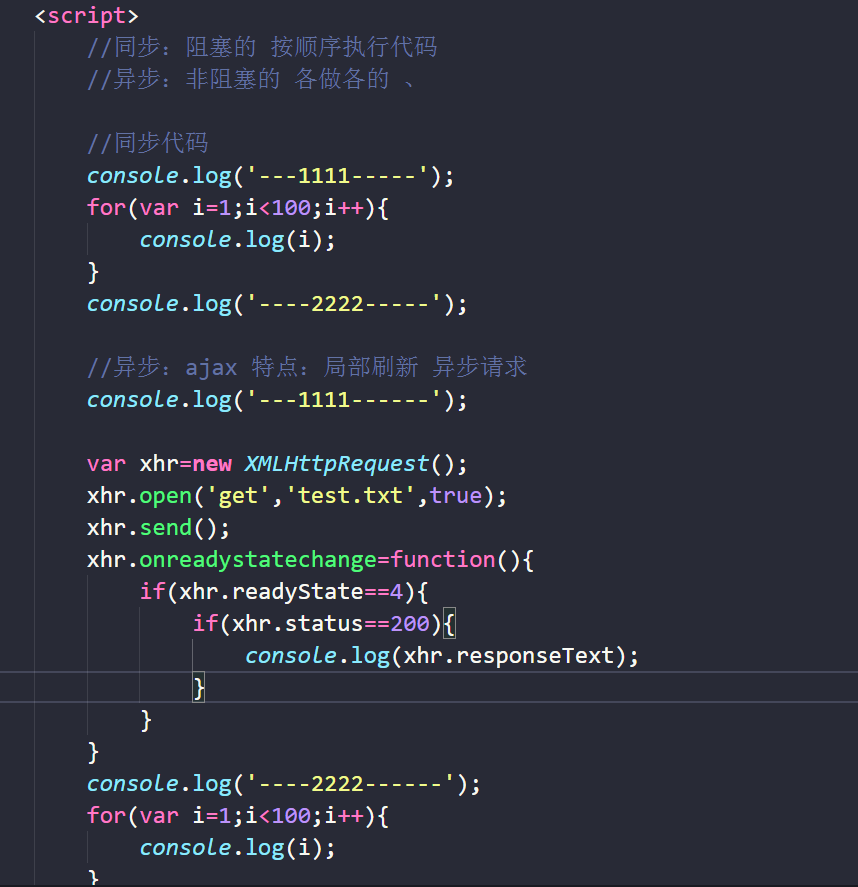 <script>
//同步：阻塞的 按顺序执行代码
//异步：非阻塞的 各做各的 、
//同步代码
console.log('---1111-----');
for(var i=1;i<100;i++){
console.log(i);
}
console.log('----2222-----');
//异步：ajax 特点：局部刷新 异步请求
console.log('---1111------');
var xhr=new XMLHttpRequest();
xhr.open('get','test.txt',true);
xhr.send();
xhr.onreadystatechange=function(){
if(xhr.readyState==4){
if(xhr.status==200){
console.log(xhr.responseText);
}
}
}
console.log('----2222------');
for(var i=1;i<100;i++){
console.log(i);
}